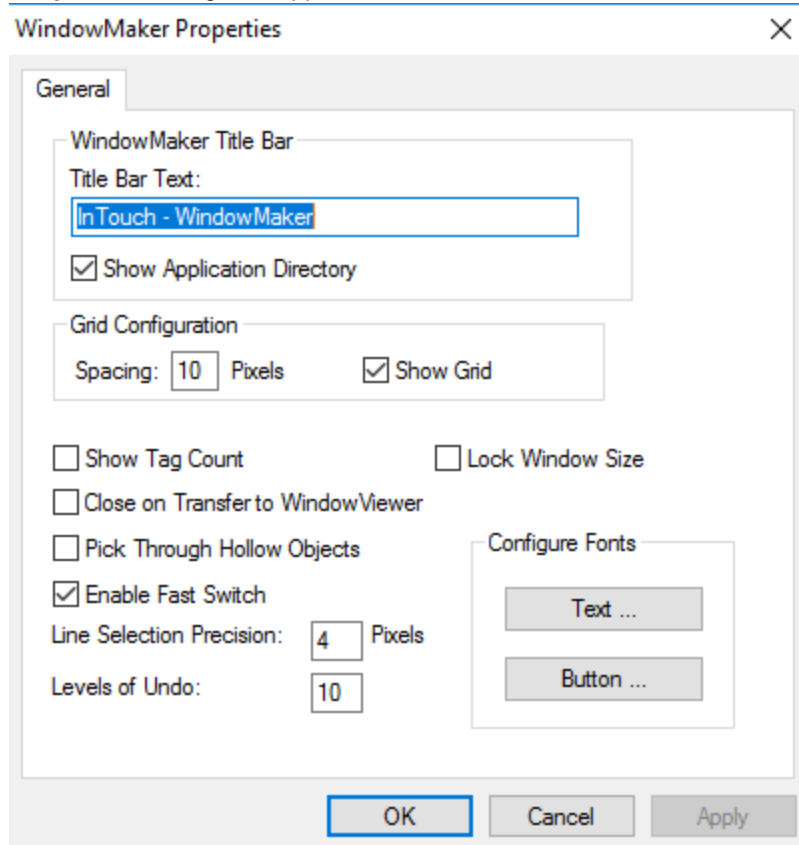 WindowMaker Properties
General
WindowMaker Title Bar
Title Bar Text:
InTouch - WindowMaker
Show Application Directory
Grid Configuration
Spacing: 10 Pixels Show Grid
Show Tag Count Lock Window Size
Close on Transfer to WindowViewer
Pick Through Hollow Objects Configure Fonts
Enable Fast Switch Text ...
Line Selection Precision: 4 Pixels
Levels of Undo: 10 Button ...
OK Cancel Apply